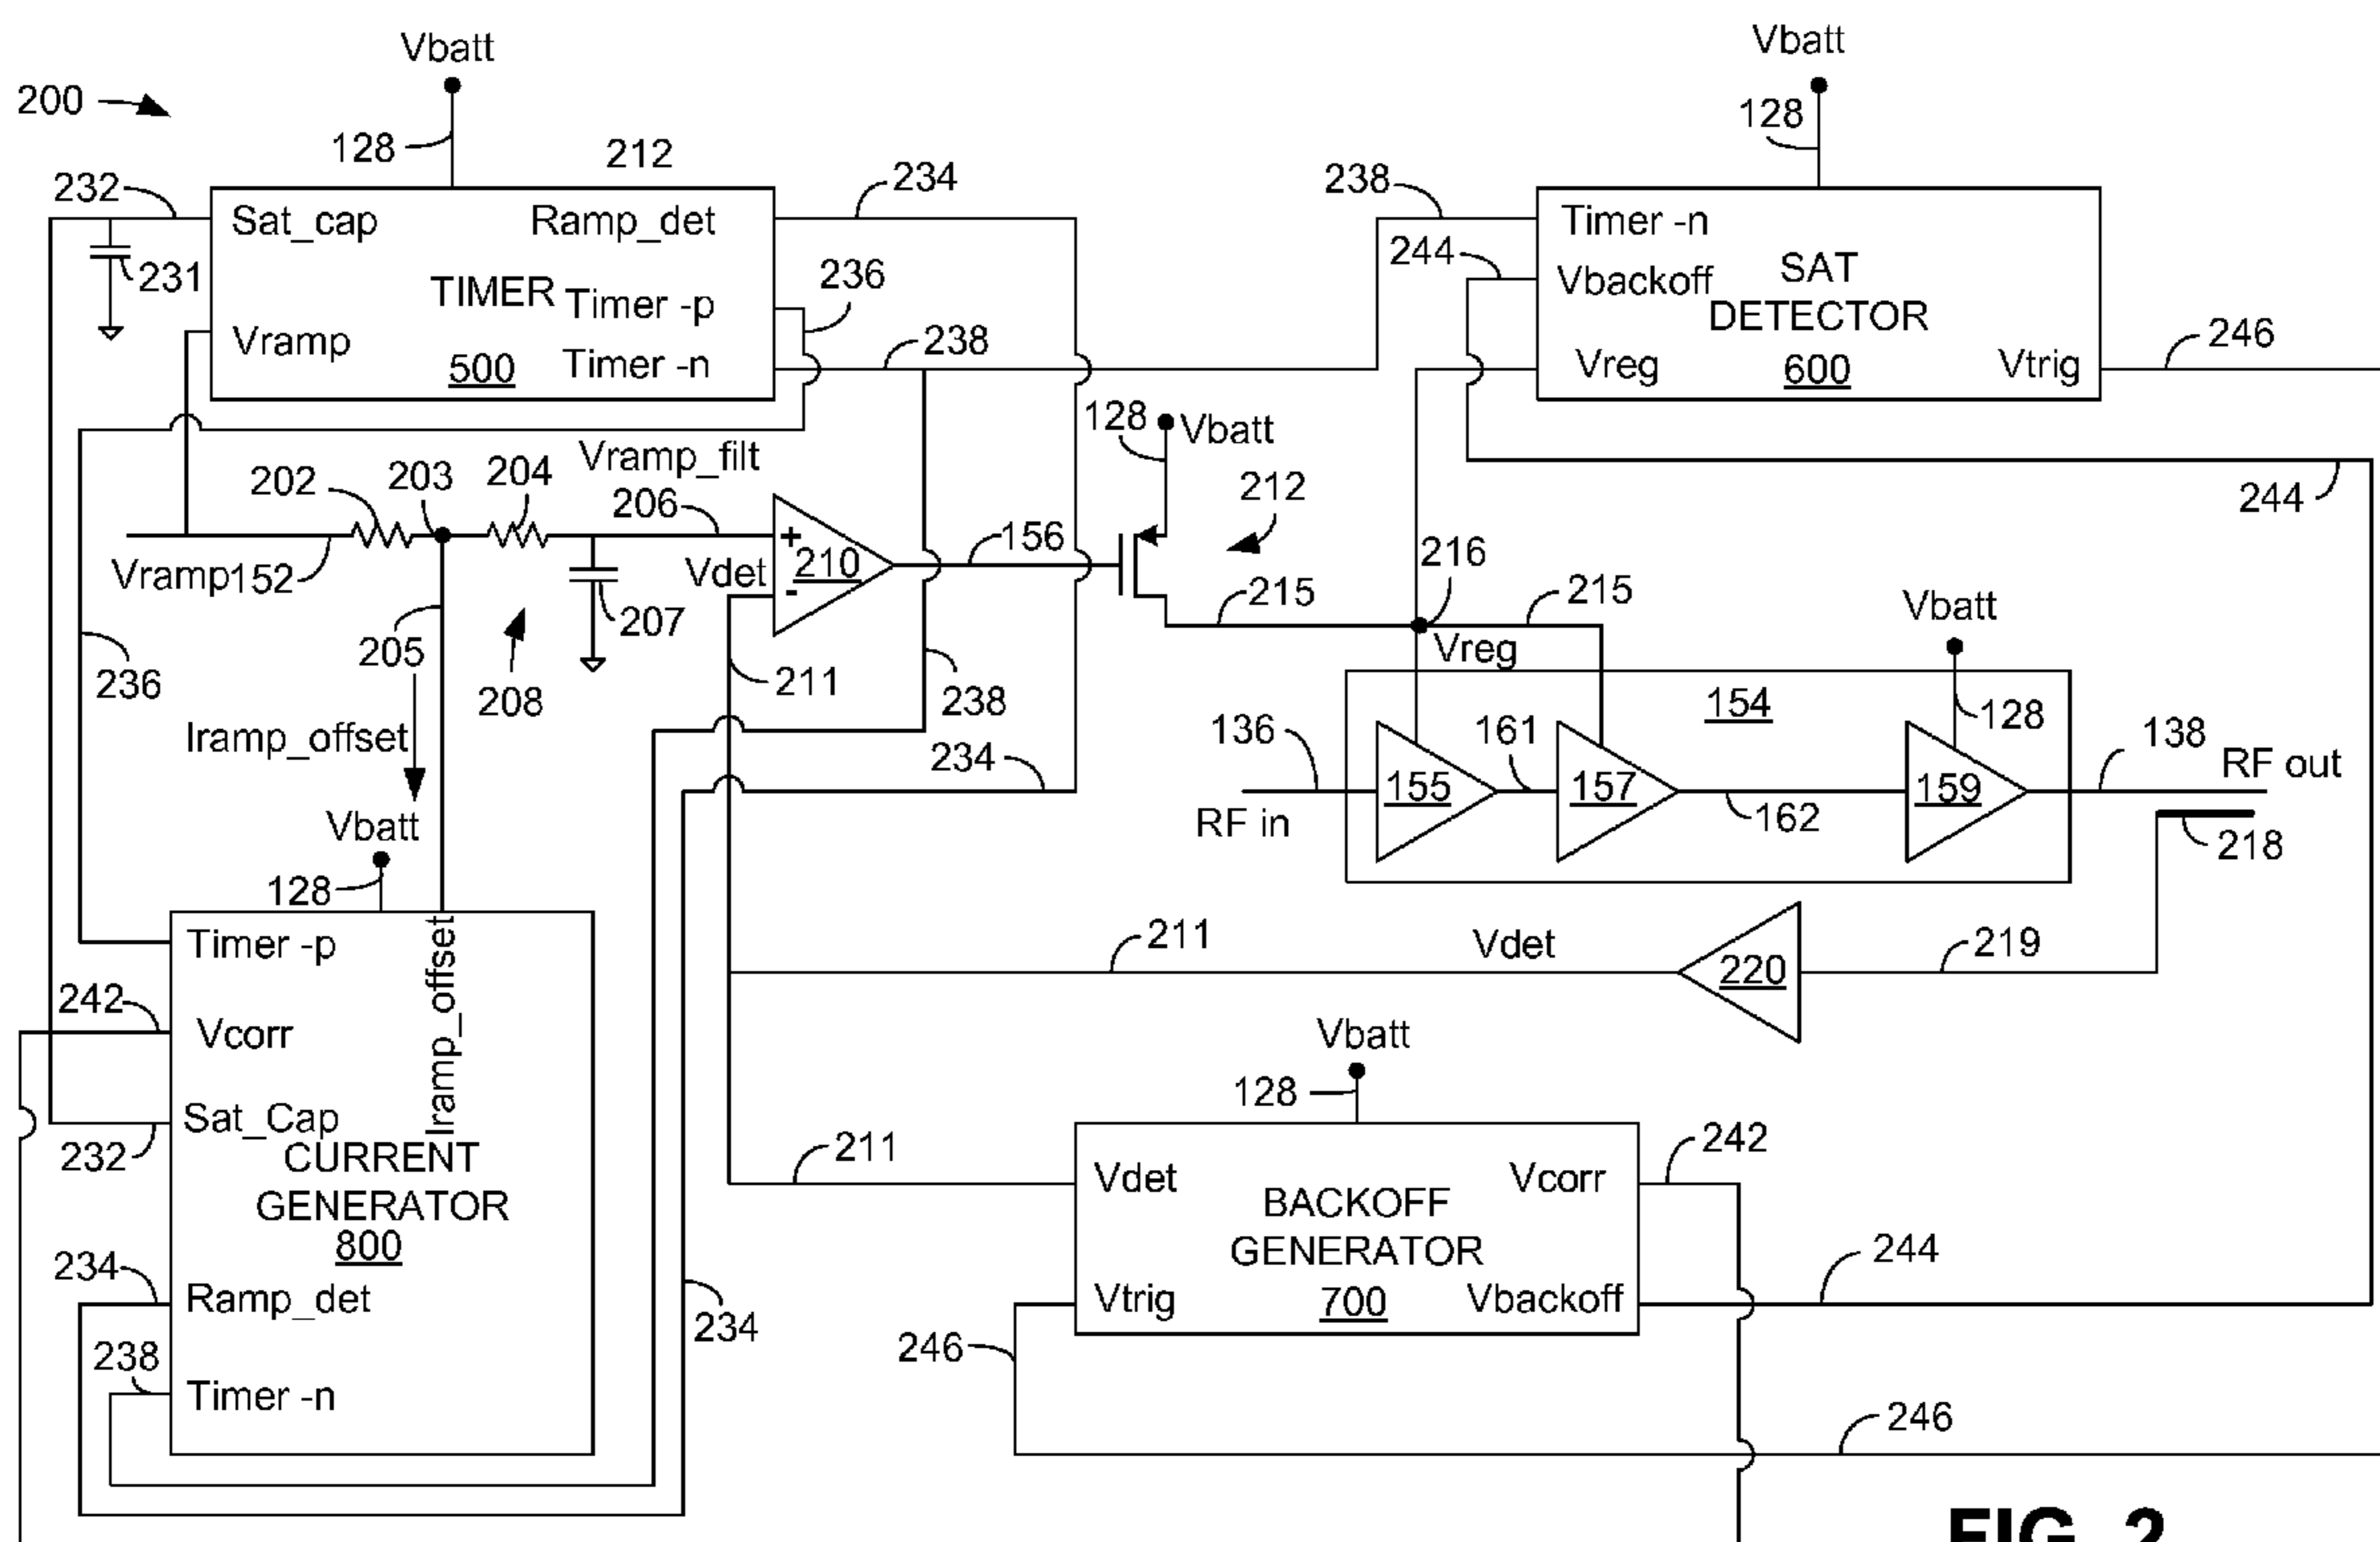 200
Vbatt
128
212
232
231
Sat_cap
Ramp_det
TIMER
Timer -p
Vramp
500
Timer -n
234
236
238
Vbatt
128
238
244
Timer -n
Vbackoff
SAT
DETECTOR
Vreg
600
Vtrig
246
244
Vramp_filt
202
203
204
206
Vramp152
207
208
205
Vdet
+
210
-
156
128
Vbatt
212
215
216
215
Vreg
236
Iramp_offset
211
238
234
Vbatt
154
128
136
155
161
157
162
159
138
RF in
RF out
218
Vbatt
128
211
Vdet
220
219
Timer -p
Iramp_offset
242
Vcorr
Sat_Cap
232
CURRENT
GENERATOR
800
234
Ramp_det
238
Timer -n
234
Vbatt
128
211
Vdet
Vcorr
242
BACKOFF
GENERATOR
Vtrig
700
Vbackoff
244
246
246
FIG. 2